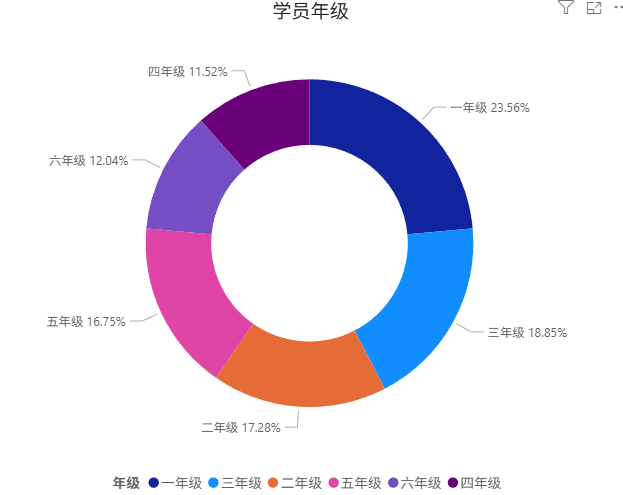 学员年级
四年级 11.52%
一年级 23.56%
六年级 12.04%
五年级 16.75%
三年级 18.85%
二年级 17.28%
年级 一年级 三年级 二年级 五年级 六年级 四年级